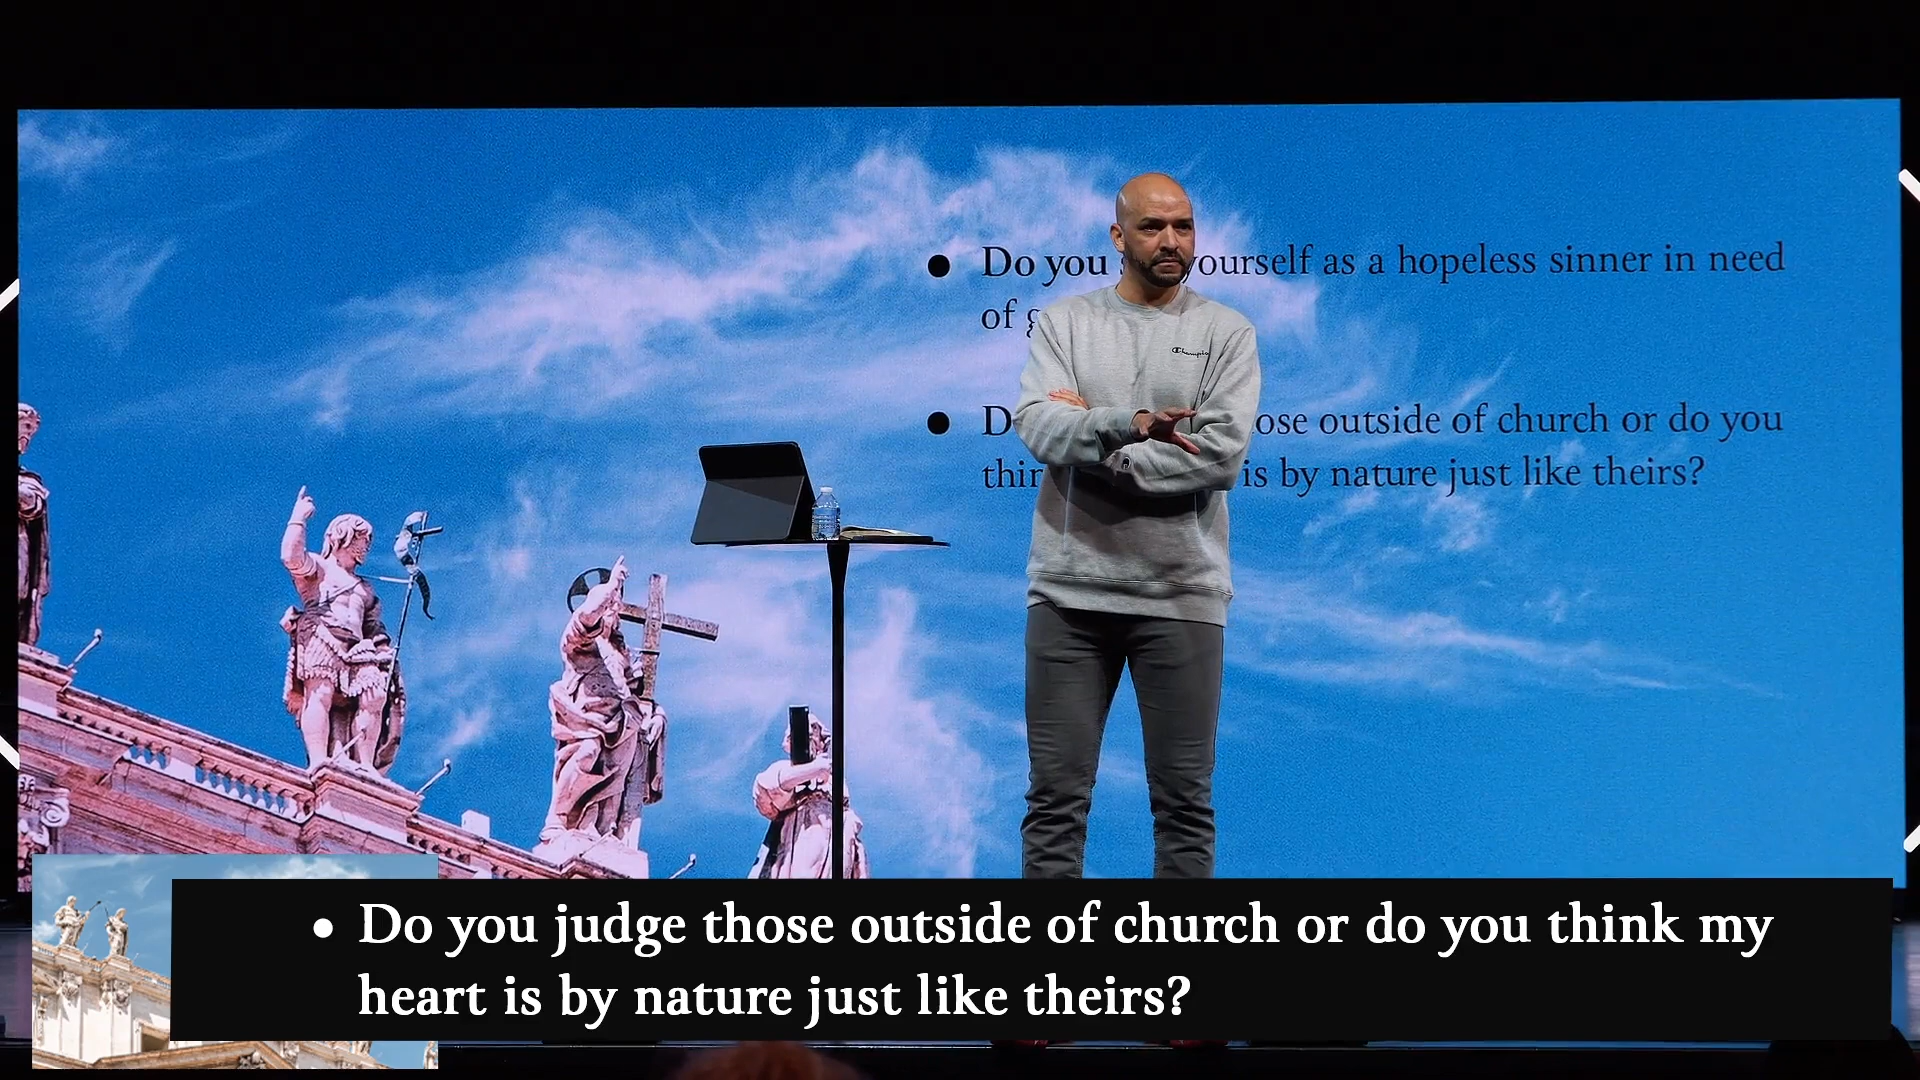 Do you yourself as a hopeless sinner in need
of
ose outside of church or do you
is by nature just like theirs?
Champio
• Do you judge those outside of church or do you think my
heart is by nature just like theirs?